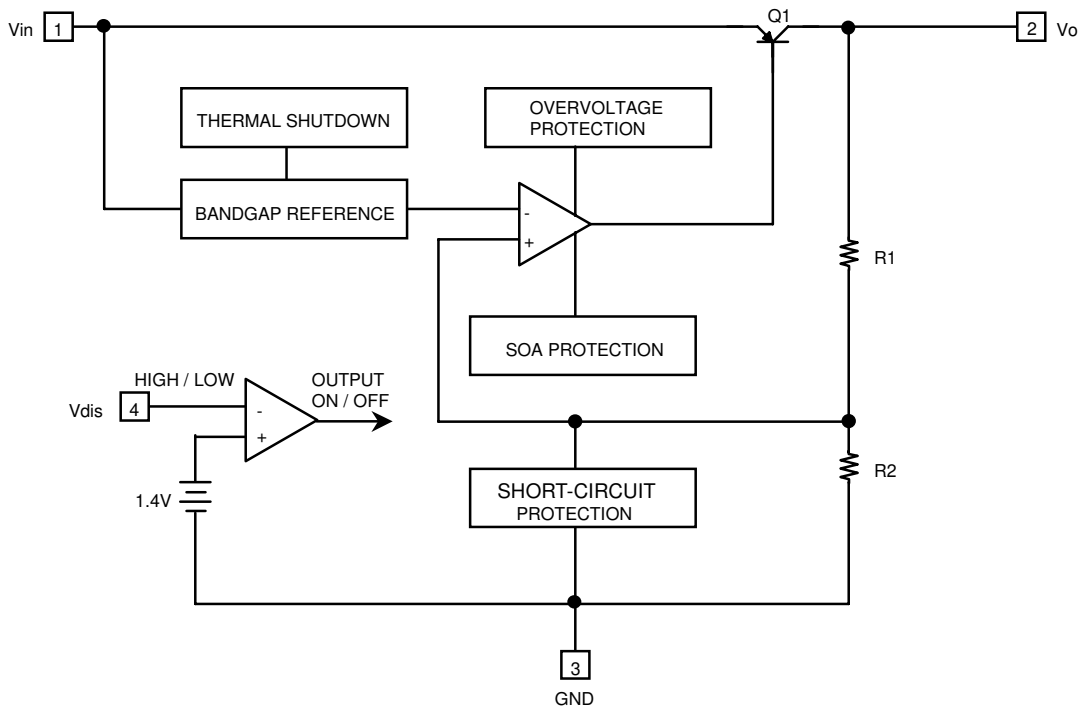 Q1
Vin 1
2 Vo
THERMAL SHUTDOWN
OVERVOLTAGE
PROTECTION
BANDGAP REFERENCE
-
+
R1
SOA PROTECTION
HIGH / LOW
OUTPUT
ON / OFF
Vdis 4
-
+
R2
1.4V
SHORT-CIRCUIT
PROTECTION
3
GND